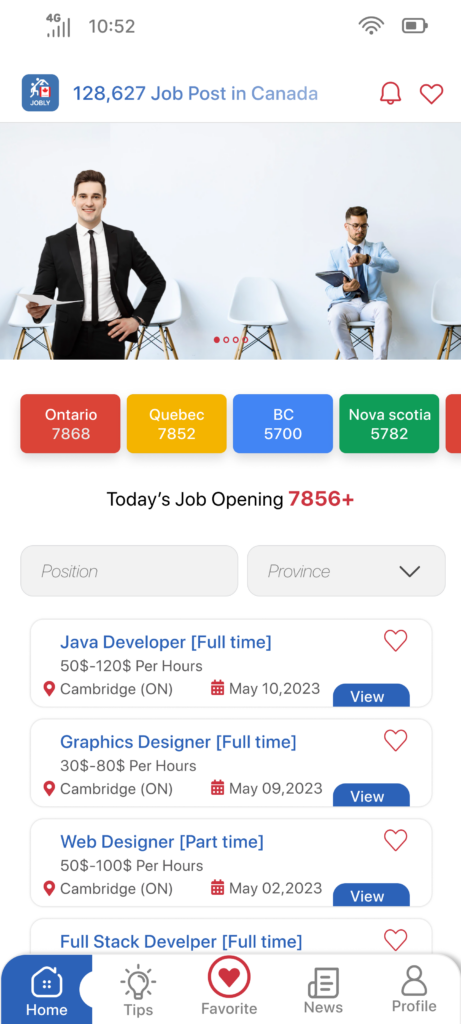 4G 10:52
JOBLY
128,627 Job Post in Canada
Ontario
7868
Quebec
7852
BC
5700
Nova scotia
5782
Today's Job Opening 7856+
Position
Province
Java Developer [Full time]
50$-120$ Per Hours
Cambridge (ON) May 10,2023 View
Graphics Designer [Full time]
30$-80$ Per Hours
Cambridge (ON) May 09,2023 View
Web Designer [Part time]
50$-100$ Per Hours
Cambridge (ON) May 02,2023 View
Full Stack Develper [Full time]
Home
Tips
Favorite
News
Profile